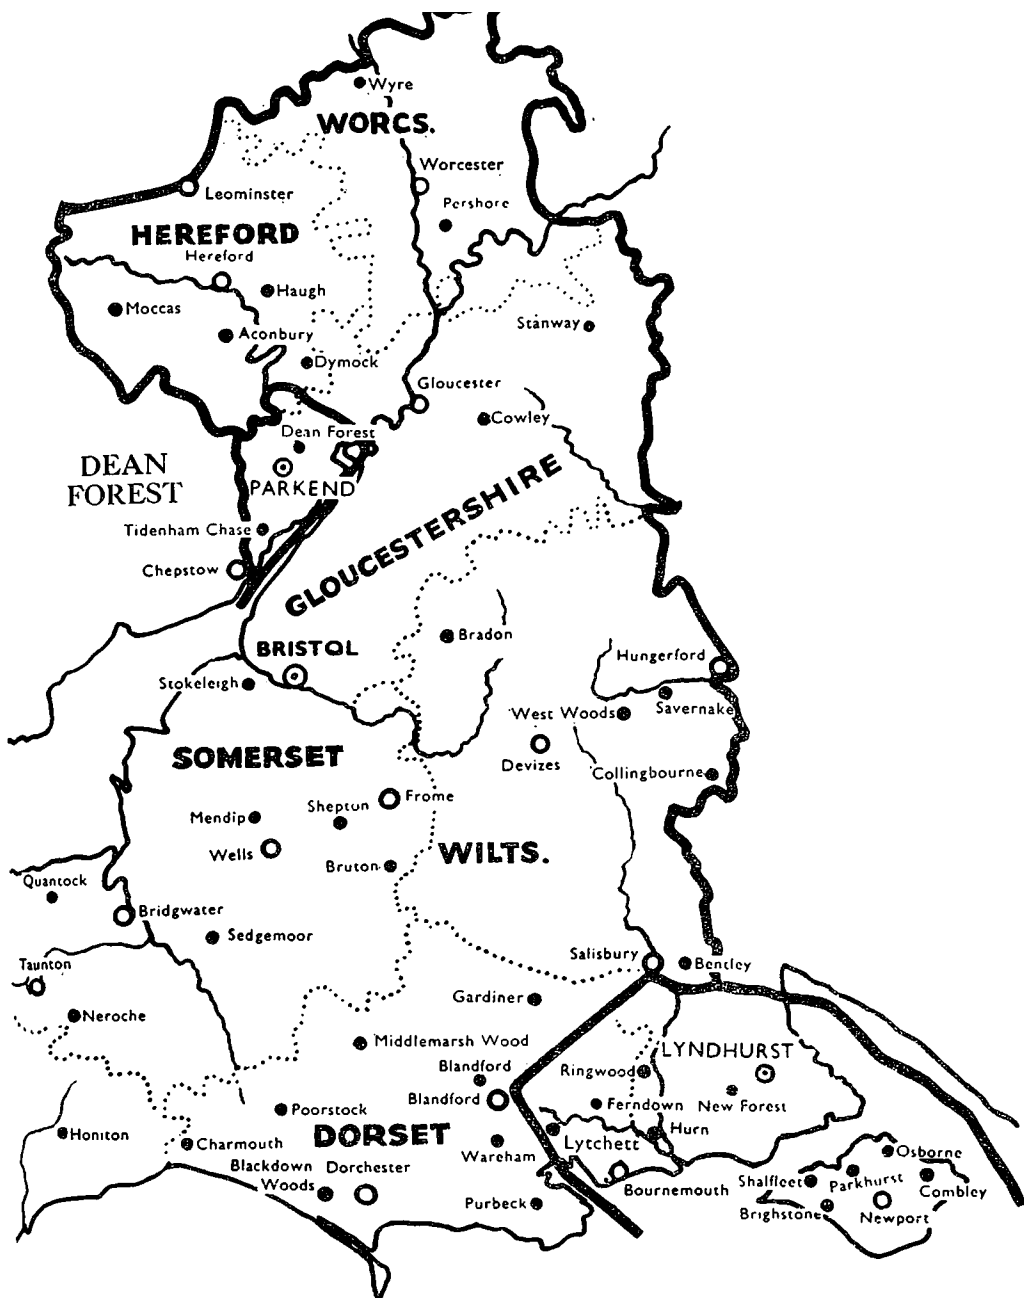 Wyre
WORCS.
Worcester
Leominster
Pershore
HEREFORD
Hereford
Haugh
Moccas
Stanway
Aconbury
Dymock
Gloucester
Cowley
Dean Forest
DEAN
FOREST
PARKEND
GLOUCESTERSHIRE
Tidenham Chase
Chepstow
Bradon
BRISTOL
Hungerford
Stokeleigh
Savernake
West Woods
SOMERSET
Devizes
Collingbourne
Frome
Shepton
Mendip
Wells
WILTS.
Bruton
Quantock
Bridgwater
Sedgemoor
Salisbury
Bentley
Taunton
Gardiner
Neroche
Middlemarsh Wood
LYNDHURST
Blandford
Ringwood
Blandford
Ferndown
New Forest
Poorstock
Honiton
DORSET
Hurn
Charmouth
Lytchett
Wareham
Osborne
Blackdown
Woods
Dorchester
Shalfleet
Parkhurst
Bournemouth
Combley
Purbeck
Brighstone
Newport